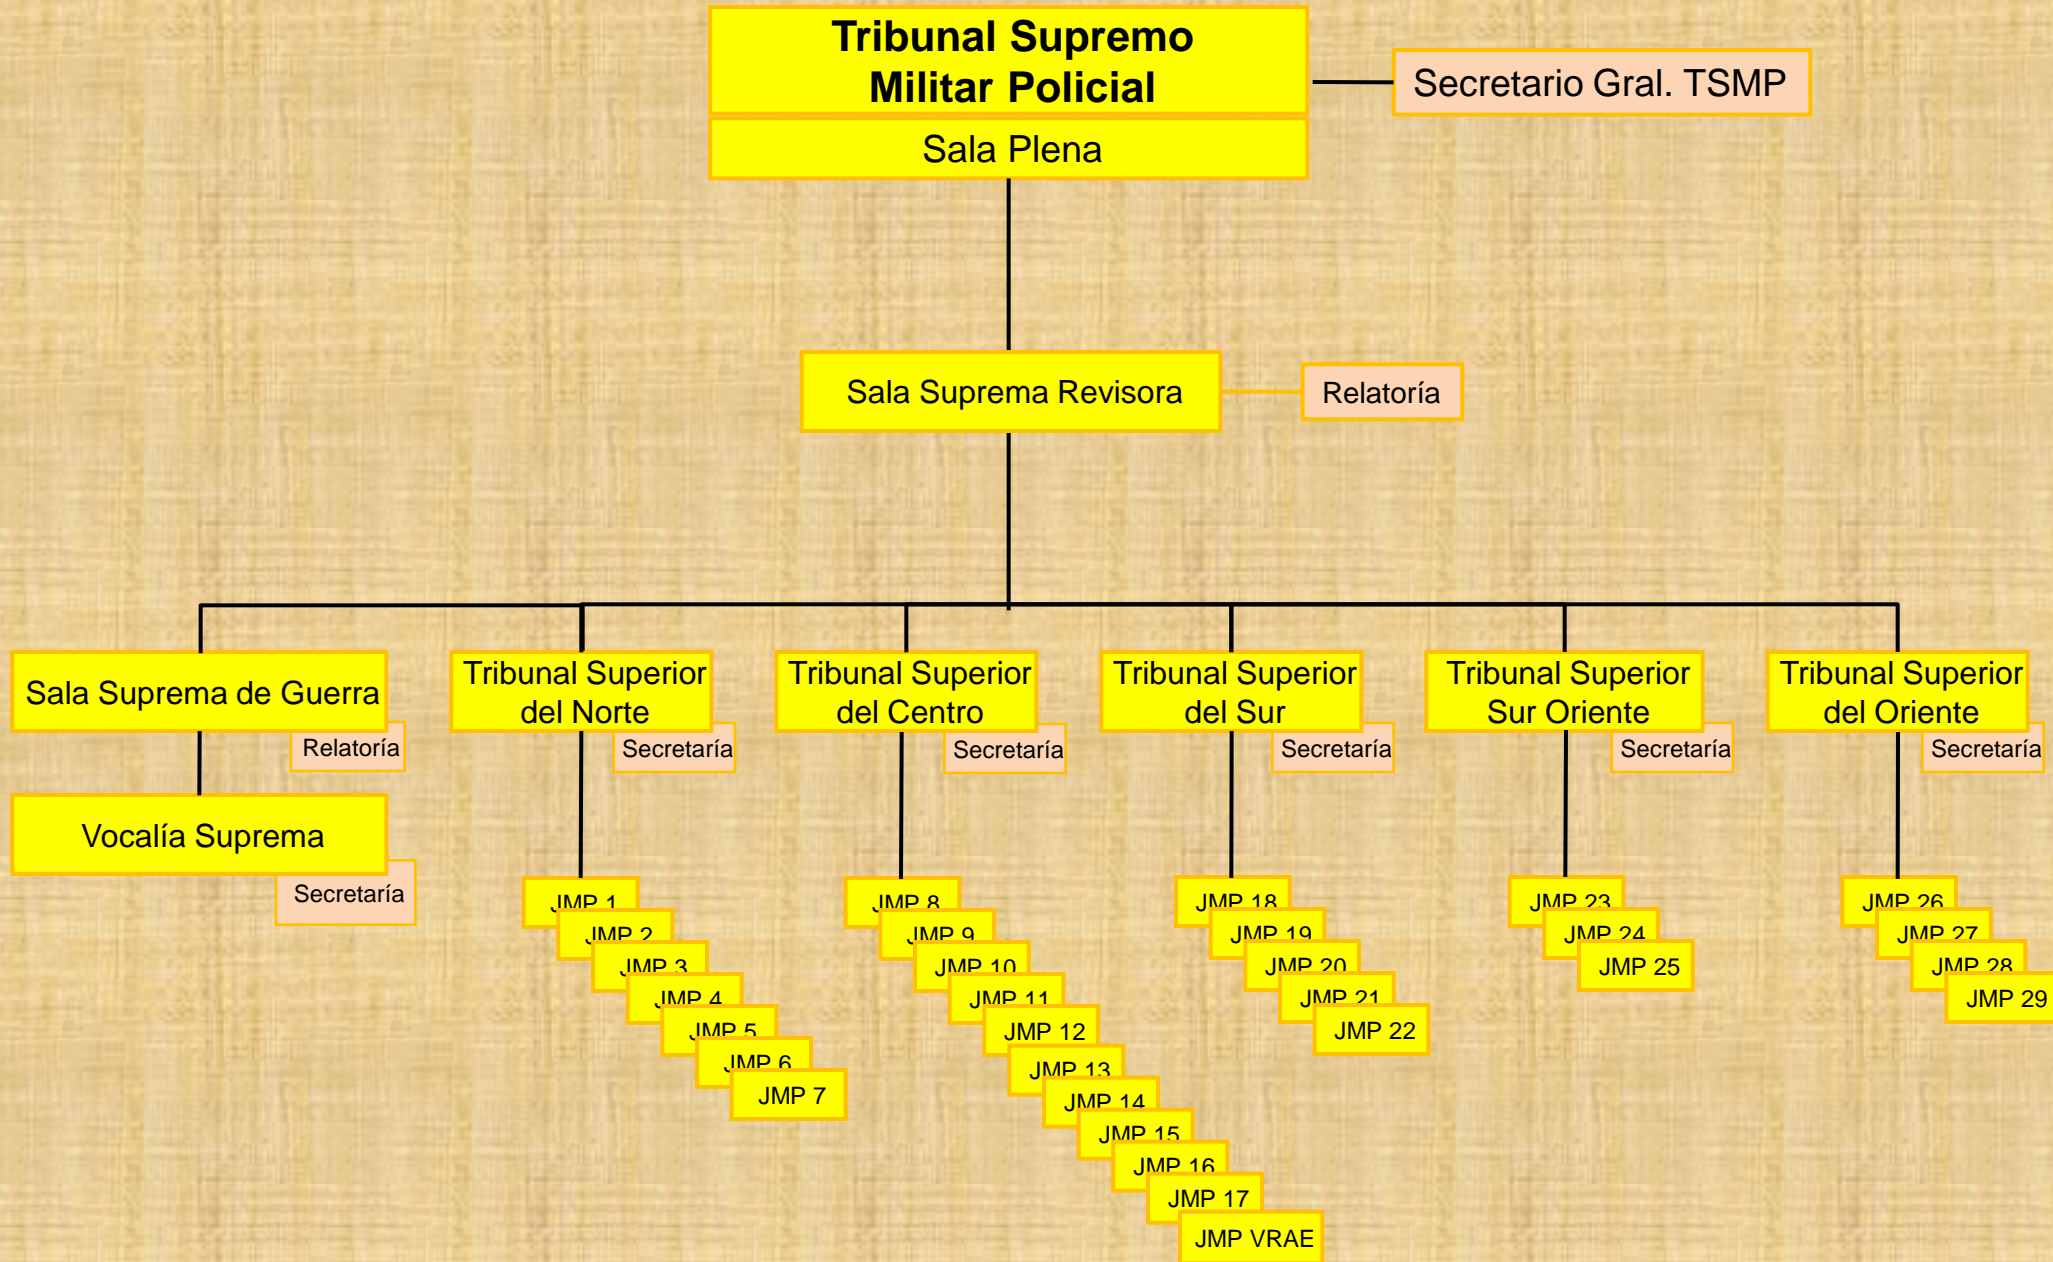 Tribunal Supremo
Militar Policial
Secretario Gral. TSMP
Sala Plena
Sala Suprema Revisora
Relatoría
Sala Suprema de Guerra
Relatoría
Vocalía Suprema
Secretaría
Tribunal Superior
del Norte
Secretaría
JMP 1
JMP 2
JMP 3
JMP 4
JMP 5
JMP 6
JMP 7
Tribunal Superior
del Centro
Secretaría
JMP 8
JMP 9
JMP 10
JMP 11
JMP 12
JMP 13
JMP 14
JMP 15
JMP 16
JMP 17
JMP VRAE
Tribunal Superior
del Sur
Secretaría
JMP 18
JMP 19
JMP 20
JMP 21
JMP 22
Tribunal Superior
Sur Oriente
Secretaría
JMP 23
JMP 24
JMP 25
Tribunal Superior
del Oriente
Secretaría
JMP 26
JMP 27
JMP 28
JMP 29